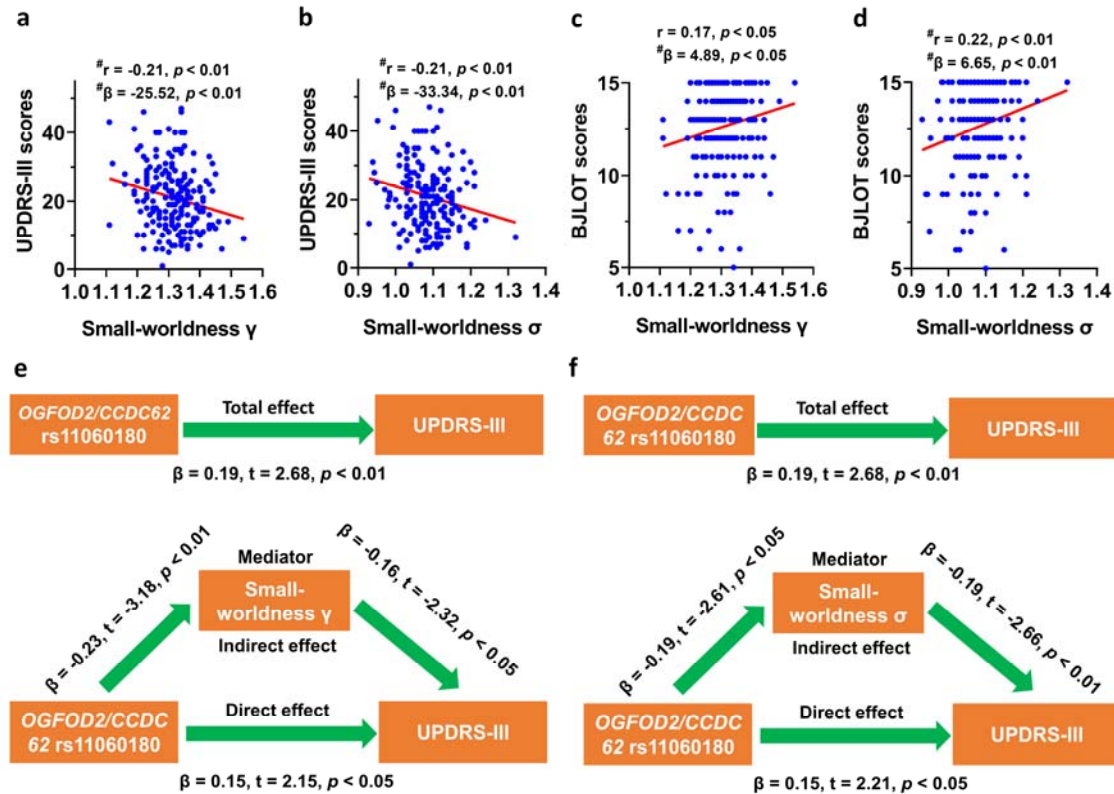 a
#r = -0.21, p < 0.01
#β = -25.52, p < 0.01
UPDRS-III scores
40
20
0
1.0 1.1 1.2 1.3 1.4 1.5 1.6
Small-worldness γ
b
#r = -0.21, p < 0.01
#β = -33.34, p < 0.01
UPDRS-III scores
40
20
0
0.9 1.0 1.1 1.2 1.3 1.4
Small-worldness σ
c
r = 0.17, p < 0.05
#β = 4.89, p < 0.05
BJLOT scores
15
10
5
1.0 1.1 1.2 1.3 1.4 1.5 1.6
Small-worldness γ
d
#r = 0.22, p < 0.01
#β = 6.65, p < 0.01
BJLOT scores
15
10
5
0.9 1.0 1.1 1.2 1.3 1.4
Small-worldness σ
e
OGFOD2/CCDC62
rs11060180
Total effect
UPDRS-III
β = 0.19, t = 2.68, p < 0.01
β = -0.23, t = -3.18, p < 0.01
Mediator
Small-
worldness γ
Indirect effect
β = -0.16, t = -2.32, p < 0.05
OGFOD2/CCDC
62 rs11060180
Direct effect
UPDRS-III
β = 0.15, t = 2.15, p < 0.05
f
OGFOD2/CCDC
62 rs11060180
Total effect
UPDRS-III
β = 0.19, t = 2.68, p < 0.01
β = -0.19, t = -2.61, p < 0.05
Mediator
Small-
worldness σ
Indirect effect
β = -0.19, t = -2.66, p < 0.01
OGFOD2/CCDC
62 rs11060180
Direct effect
UPDRS-III
β = 0.15, t = 2.21, p < 0.05